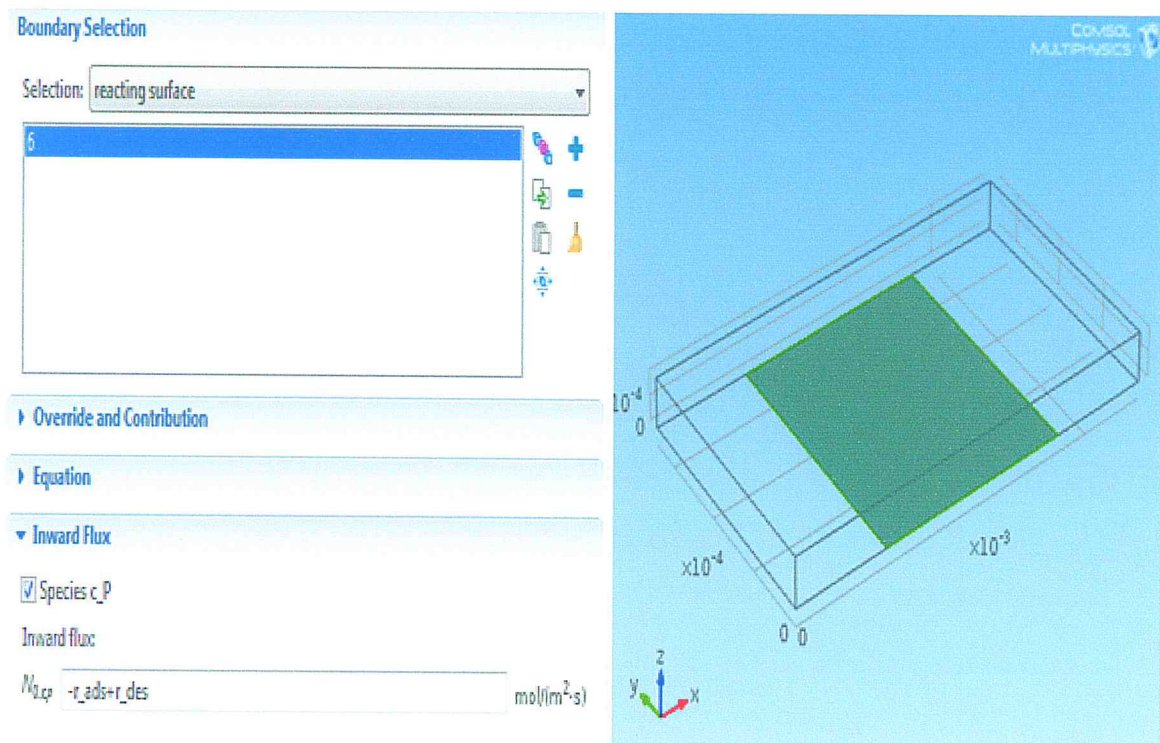 Boundary Selection
Selection: reacting surface
6
Override and Contribution
Equation
Inward Flux
Species c_P
Inward flux:
N0,cP -r_ads+r_des mol/(m²·s)
COMSOL
MULTIPHYSICS
10⁻⁴
0
x10⁻⁴
x10⁻³
0 0
z
y x